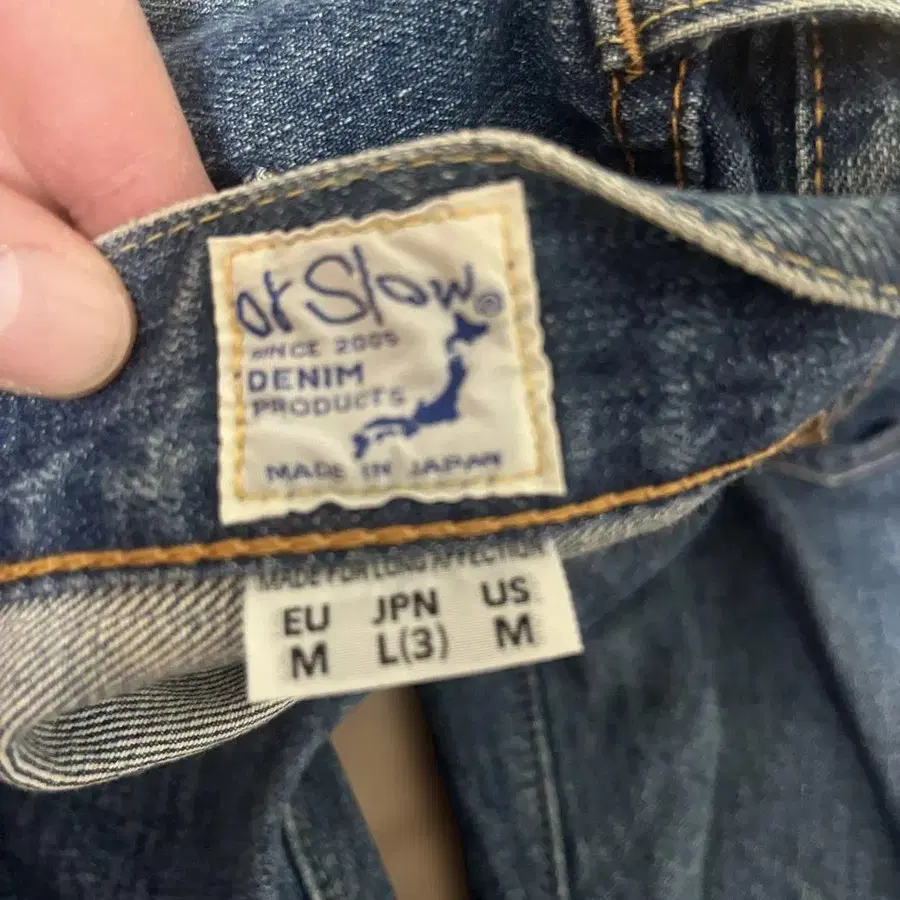 orSlow®
SINCE 2005
DENIM
PRODUCTS
MADE IN JAPAN
MADE FOR LONG AFFECTION
EU JPN US
M L(3) M